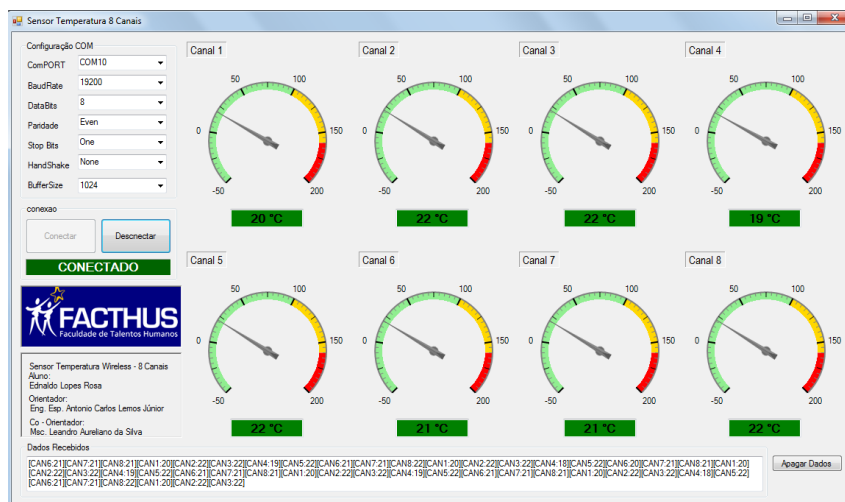 Sensor Temperatura 8 Canais
Configuração COM
ComPORT COM10
BaudRate 19200
DataBits 8
Paridade Even
Stop Bits One
HandShake None
BufferSize 1024
conexao
Conectar Desconectar
CONECTADO
FACTHUS
Faculdade de Talentos Humanos
Sensor Temperatura Wireless - 8 Canais
Aluno:
Ednaldo Lopes Rosa
Orientador:
Eng. Esp. Antonio Carlos Lemos Júnior
Co - Orientador:
Msc. Leandro Aureliano da Silva
Canal 1
50 100
0 150
-50 200
20 °C
Canal 2
50 100
0 150
-50 200
22 °C
Canal 3
50 100
0 150
-50 200
22 °C
Canal 4
50 100
0 150
-50 200
19 °C
Canal 5
50 100
0 150
-50 200
22 °C
Canal 6
50 100
0 150
-50 200
21 °C
Canal 7
50 100
0 150
-50 200
21 °C
Canal 8
50 100
0 150
-50 200
22 °C
Dados Recebidos
[CAN6:21][CAN7:21][CAN8:21][CAN1:20][CAN2:22][CAN3:22][CAN4:19][CAN5:22][CAN6:21][CAN7:21][CAN8:22][CAN1:20][CAN2:22][CAN3:22][CAN4:18][CAN5:22][CAN6:20][CAN7:21][CAN8:21][CAN1:20]
[CAN2:22][CAN3:22][CAN4:19][CAN5:22][CAN6:21][CAN7:21][CAN8:21][CAN1:20][CAN2:22][CAN3:22][CAN4:19][CAN5:22][CAN6:21][CAN7:21][CAN8:21][CAN1:20][CAN2:22][CAN3:22][CAN4:18][CAN5:22]
[CAN6:21][CAN7:21][CAN8:22][CAN1:20][CAN2:22][CAN3:22]
Apagar Dados